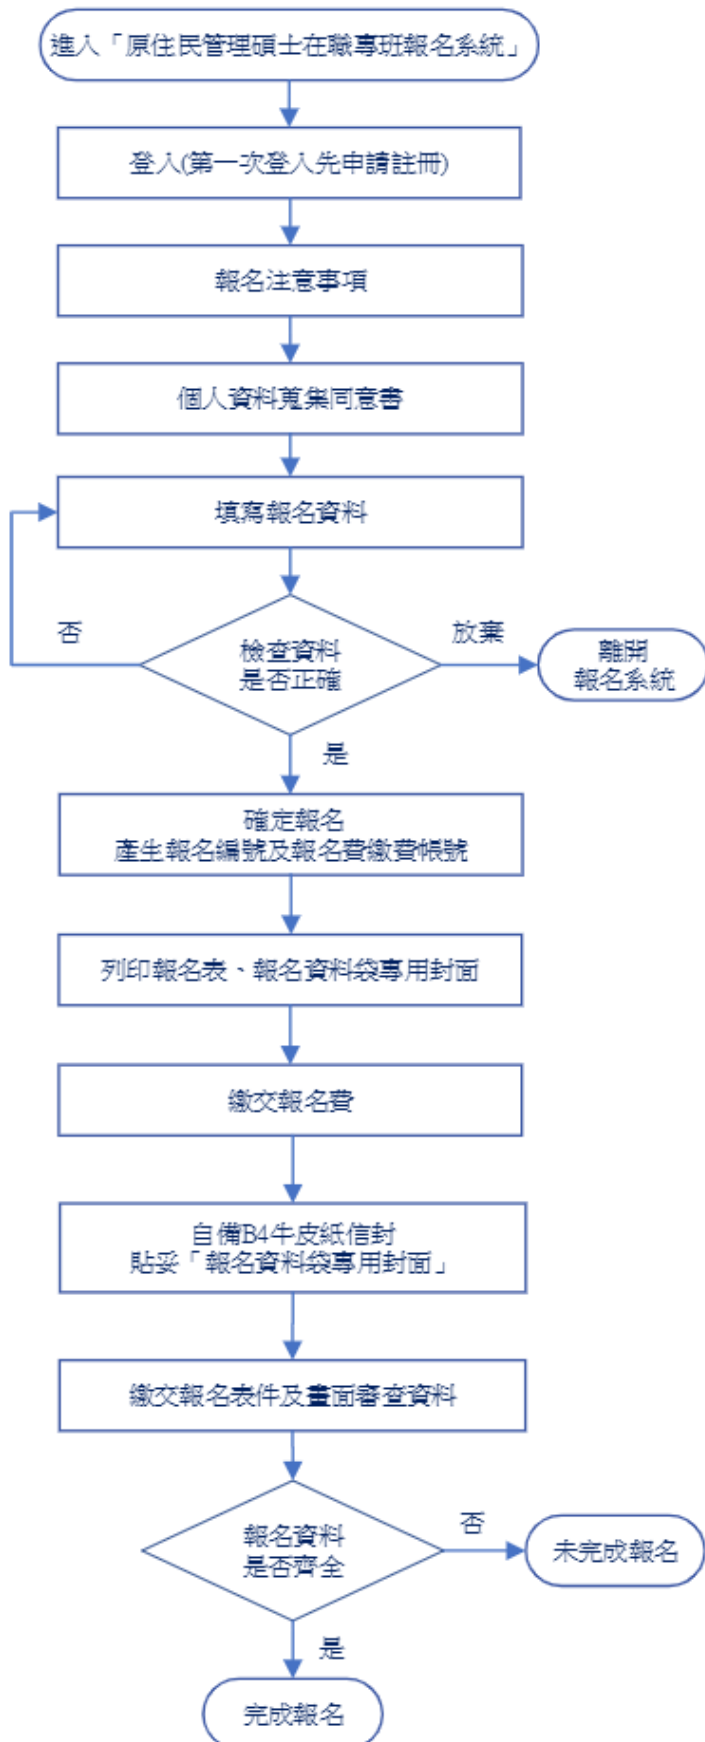 進入「原住民管理碩士在職專班報名系統」
登入(第一次登入先申請註冊)
報名注意事項
個人資料蒐集同意書
填寫報名資料
否
檢查資料
是否正確
放棄
離開
報名系統
是
確定報名
產生報名編號及報名費繳費帳號
列印報名表、報名資料袋專用封面
繳交報名費
自備B4牛皮紙信封
貼妥「報名資料袋專用封面」
繳交報名表件及畫面審查資料
報名資料
是否齊全
否
未完成報名
是
完成報名